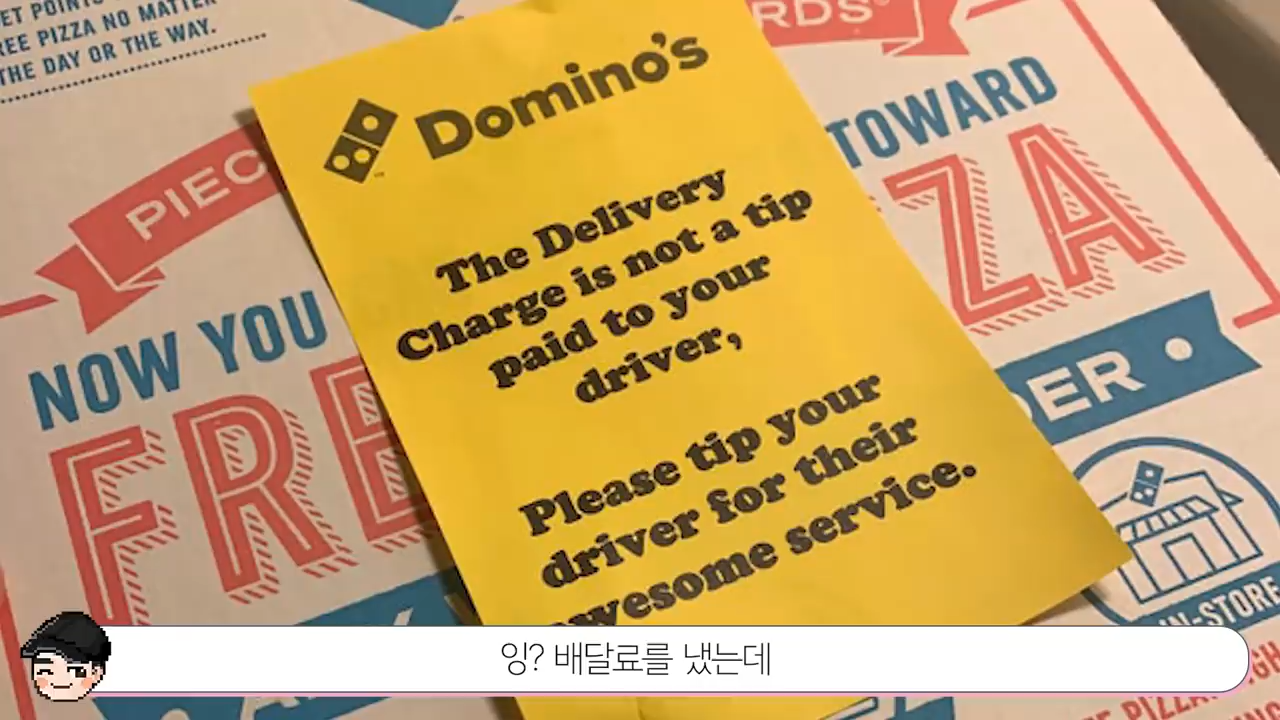 ET POINTS
REE PIZZA NO MATTER
THE DAY OR THE WAY.
RDS
Domino's
TOWARD
ZA
PIEC
The Delivery
Charge is not a tip
paid to your
driver,
NOW YOU
FRE
DER
Please tip your
driver for their
awesome service.
IN-STORE
잉? 배달료를 냈는데